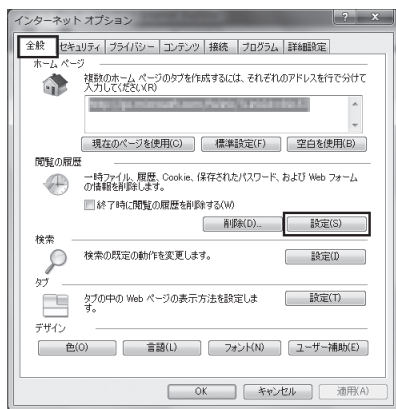 インターネット オプション
全般 セキュリティ プライバシー コンテンツ 接続 プログラム 詳細設定
ホーム ページ
複数のホーム ページのタブを作成するには、それぞれのアドレスを行で分けて
入力してください(R)
現在のページを使用(C) 標準設定(F) 空白を使用(B)
閲覧の履歴
一時ファイル、履歴、Cookie、保存されたパスワード、および Web フォーム
の情報を削除します。
終了時に閲覧の履歴を削除する(W)
削除(D)... 設定(S)
検索
検索の既定の動作を変更します。
設定(I)
タブ
タブの中の Web ページの表示方法を設定しま
す。
設定(T)
デザイン
色(O) 言語(L) フォント(N) ユーザー補助(E)
OK キャンセル 適用(A)